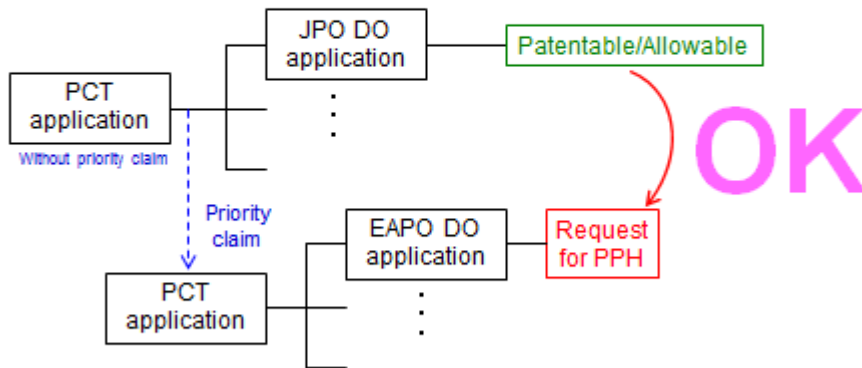 JPO DO
application
Patentable/Allowable
PCT
application
OK
Without priority claim
Priority
claim
EAPO DO
application
Request
for PPH
PCT
application